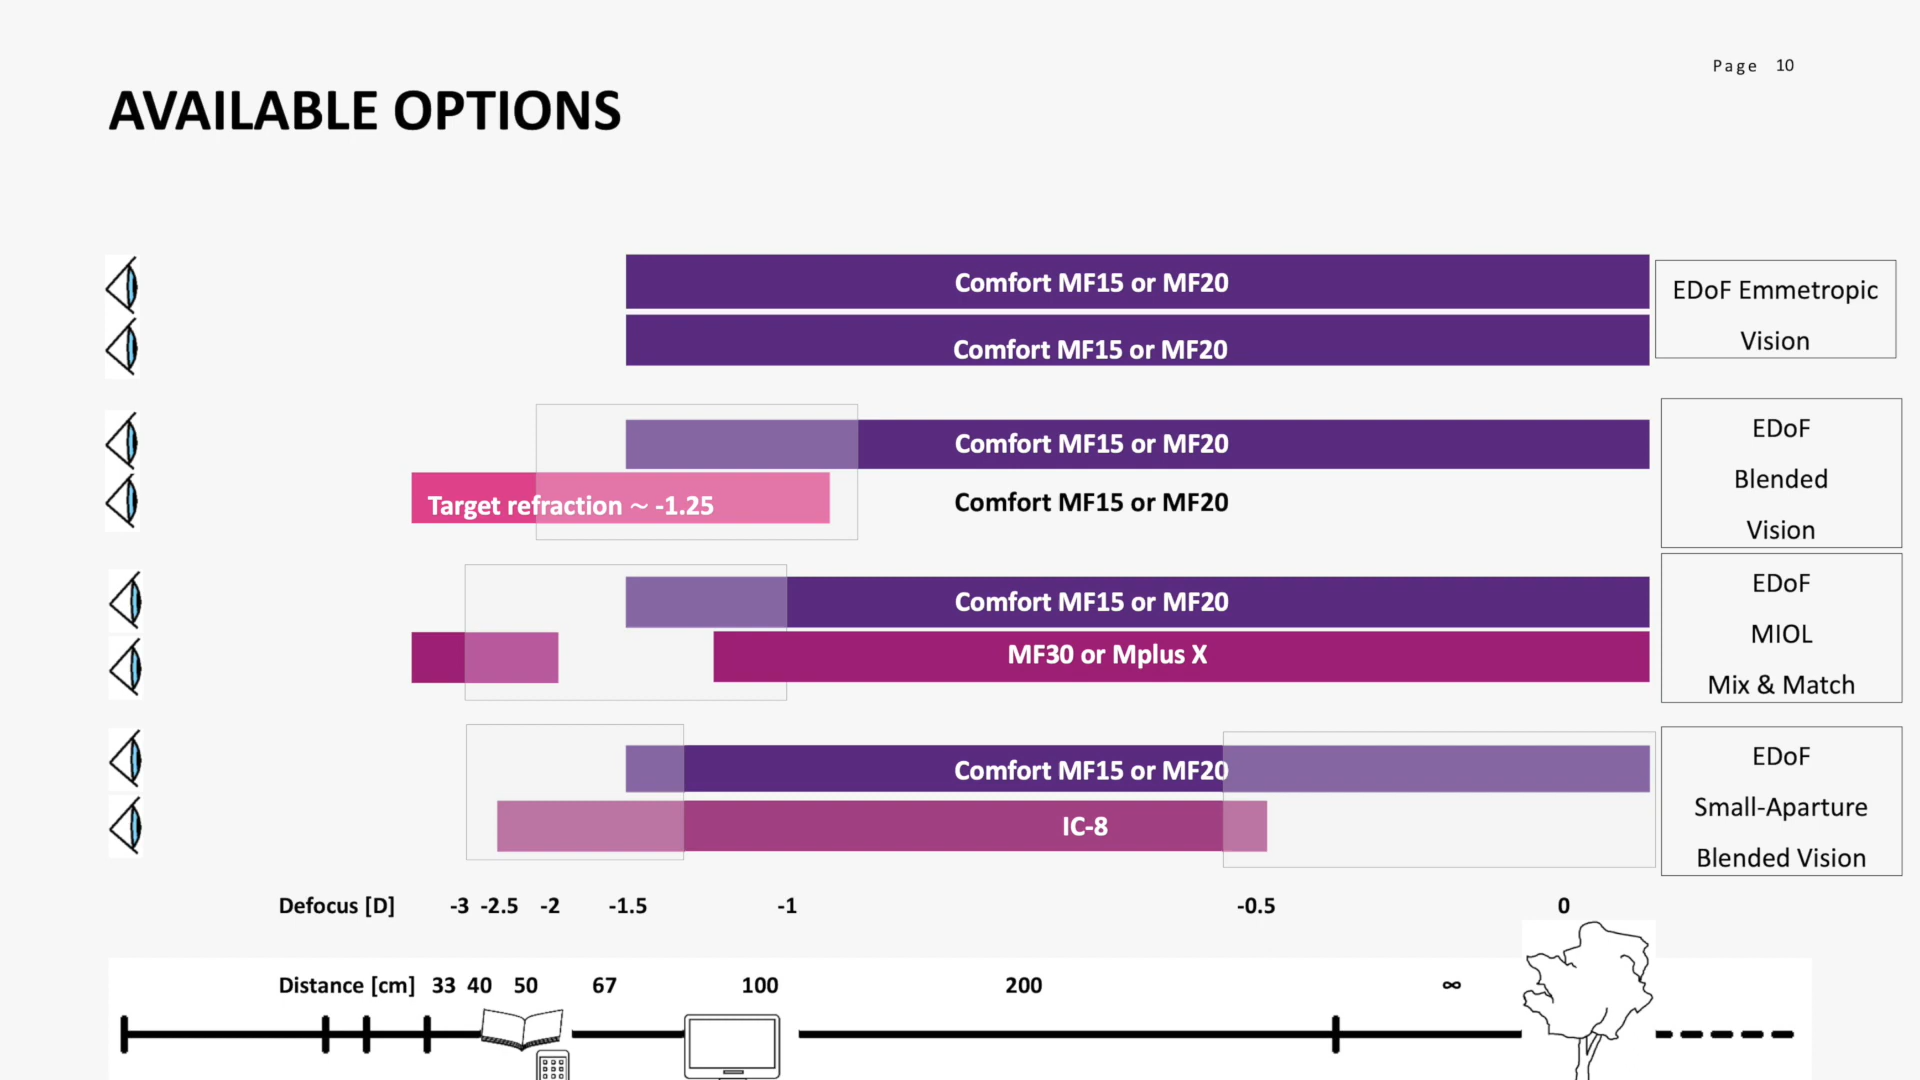 Page 10
AVAILABLE OPTIONS
Comfort MF15 or MF20
Comfort MF15 or MF20
EDoF Emmetropic
Vision
Comfort MF15 or MF20
Target refraction ~ -1.25
Comfort MF15 or MF20
EDoF
Blended
Vision
Comfort MF15 or MF20
MF30 or Mplus X
EDoF
MIOL
Mix & Match
Comfort MF15 or MF20
IC-8
EDoF
Small-Aparture
Blended Vision
Defocus [D] -3 -2.5 -2 -1.5 -1 -0.5 0
Distance [cm] 33 40 50 67 100 200 ∞